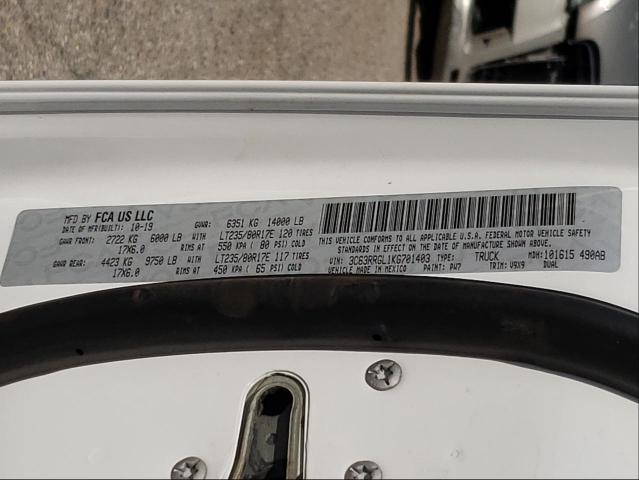 MFD BY FCA US LLC
DATE OF MFR(BUILT): 10-19 GVWR: 6351 KG 14000 LB
GAWR FRONT: 2722 KG 6000 LB WITH LT235/80R17E 120 TIRES
17X6.0 RIMS AT 550 KPA ( 80 PSI) COLD
GAWR REAR: 4423 KG 9750 LB WITH LT235/80R17E 117 TIRES
17X6.0 RIMS AT 450 KPA ( 65 PSI) COLD
THIS VEHICLE CONFORMS TO ALL APPLICABLE U.S.A. FEDERAL MOTOR VEHICLE SAFETY
STANDARDS IN EFFECT ON THE DATE OF MANUFACTURE SHOWN ABOVE.
VIN: 3C63RRGL1KG701403 TYPE: TRUCK MDH: 101615 490AB
VEHICLE MADE IN MEXICO PAINT: PW7 TRIM: V9X9 DUAL